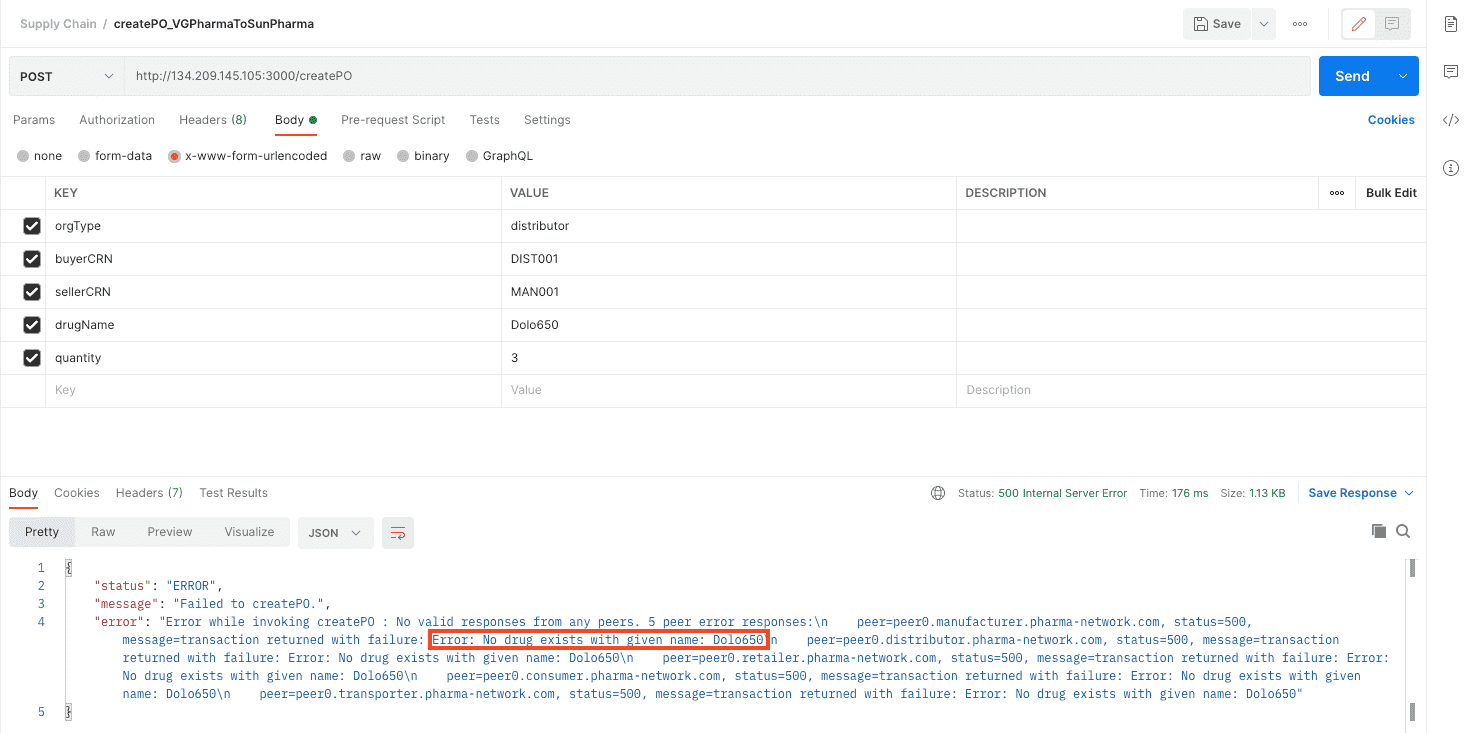 Supply Chain / createPO_VGPharmaToSunPharma
Save
POST http://134.209.145.105:3000/createPO Send
Params Authorization Headers (8) Body Pre-request Script Tests Settings Cookies
none form-data x-www-form-urlencoded raw binary GraphQL
KEY VALUE DESCRIPTION Bulk Edit
orgType distributor
buyerCRN DIST001
sellerCRN MAN001
drugName Dolo650
quantity 3
Key Value Description
Body Cookies Headers (7) Test Results Status: 500 Internal Server Error Time: 176 ms Size: 1.13 KB Save Response
Pretty Raw Preview Visualize JSON
1 {
2 "status": "ERROR",
3 "message": "Failed to createPO.",
4 "error": "Error while invoking createPO : No valid responses from any peers. 5 peer error responses:\n    peer=peer0.manufacturer.pharma-network.com, status=500,
message=transaction returned with failure: Error: No drug exists with given name: Dolo650\n    peer=peer0.distributor.pharma-network.com, status=500, message=transaction
returned with failure: Error: No drug exists with given name: Dolo650\n    peer=peer0.retailer.pharma-network.com, status=500, message=transaction returned with failure: Error:
No drug exists with given name: Dolo650\n    peer=peer0.consumer.pharma-network.com, status=500, message=transaction returned with failure: Error: No drug exists with given
name: Dolo650\n    peer=peer0.transporter.pharma-network.com, status=500, message=transaction returned with failure: Error: No drug exists with given name: Dolo650"
5 }